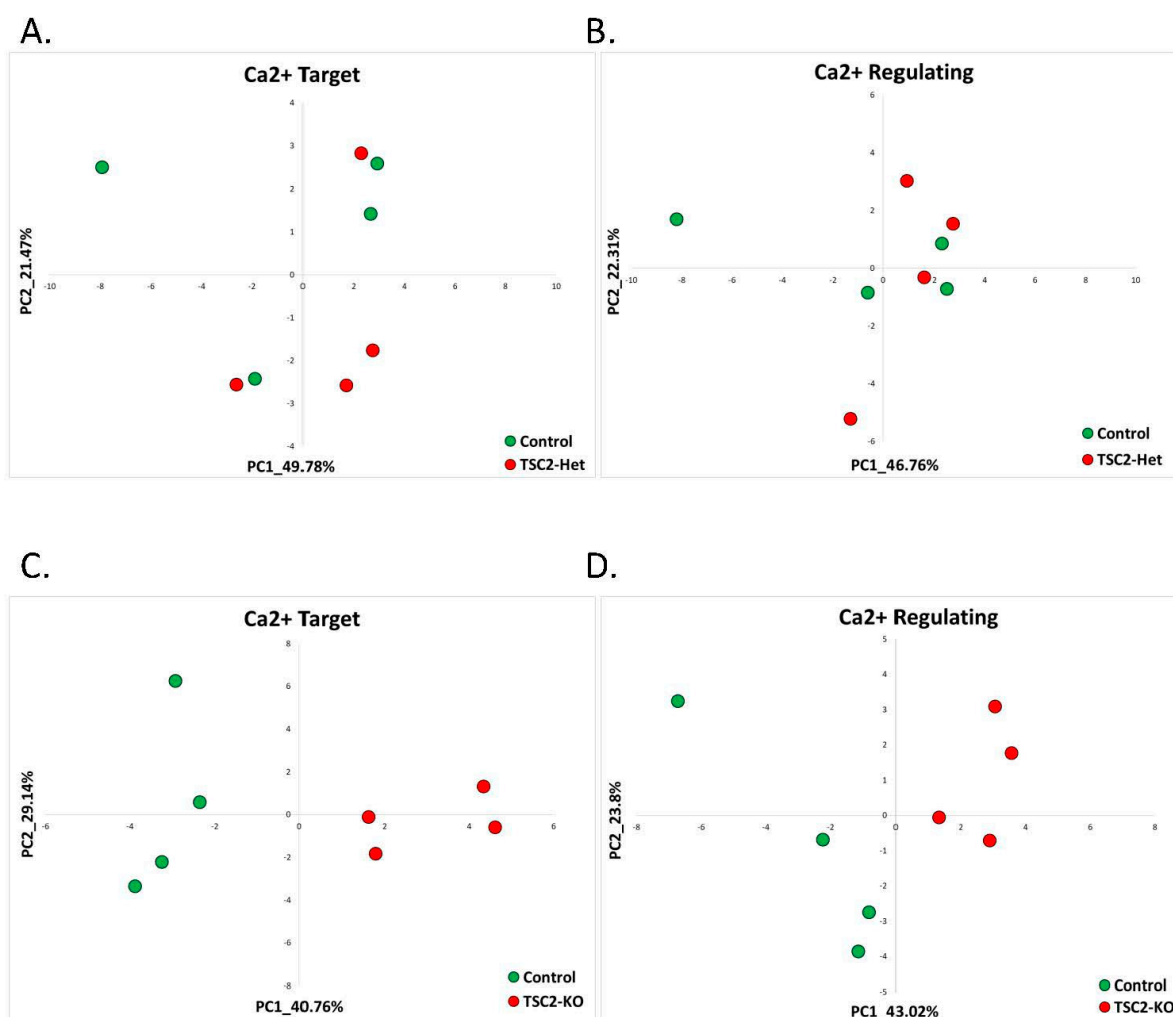 A.
Ca2+ Target
4
3
2
1
0
-10 -8 -6 -4 -2 0 2 4 6 8 10
-1
-2
-3
-4
PC2_21.47%
PC1_49.78%
Control
TSC2-Het
B.
Ca2+ Regulating
6
4
2
0
-10 -8 -6 -4 -2 0 2 4 6 8 10
-2
-4
-6
PC2_22.31%
PC1_46.76%
Control
TSC2-Het
C.
Ca2+ Target
8
6
4
2
0
-6 -4 -2 0 2 4 6
-2
-4
-6
-8
PC2_29.14%
PC1_40.76%
Control
TSC2-KO
D.
Ca2+ Regulating
5
4
3
2
1
0
-8 -6 -4 -2 0 2 4 6 8
-1
-2
-3
-4
-5
PC2_23.8%
PC1_43.02%
Control
TSC2-KO